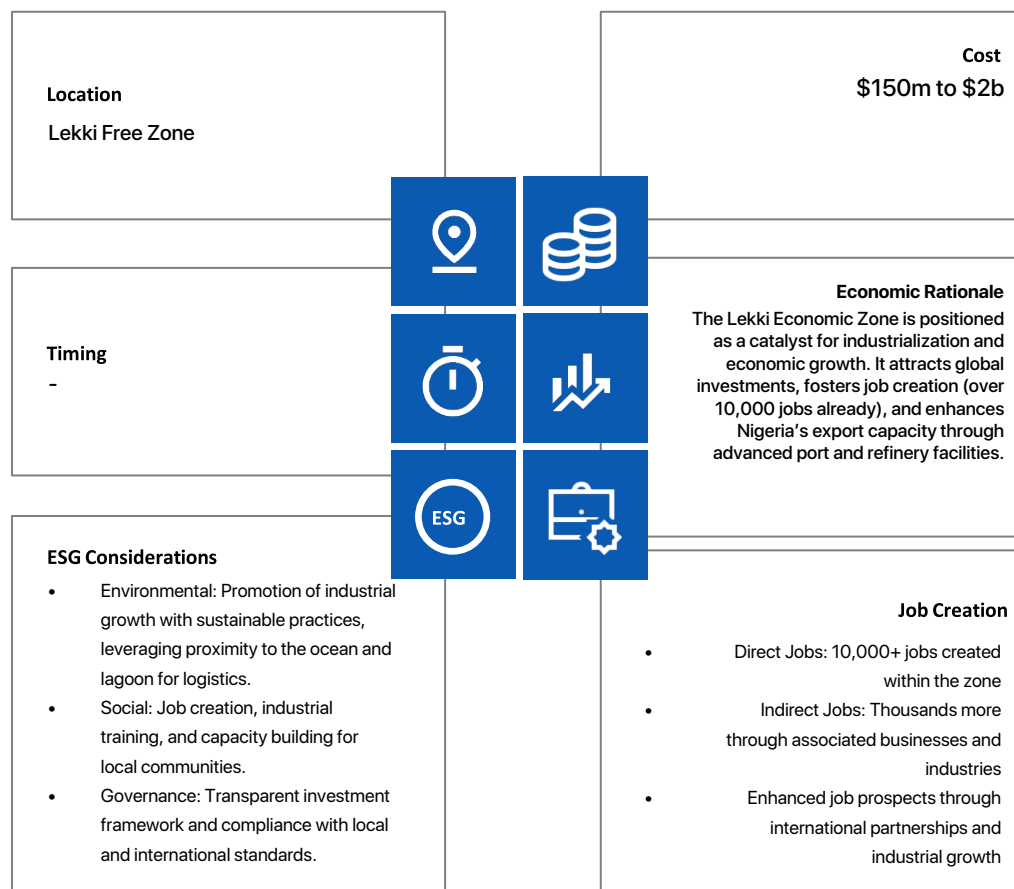 Location
Lekki Free Zone
Cost
$150m to $2b
Timing
-
Economic Rationale
The Lekki Economic Zone is positioned
as a catalyst for industrialization and
economic growth. It attracts global
investments, fosters job creation (over
10,000 jobs already), and enhances
Nigeria’s export capacity through
advanced port and refinery facilities.
ESG
ESG Considerations
• Environmental: Promotion of industrial
growth with sustainable practices,
leveraging proximity to the ocean and
lagoon for logistics.
• Social: Job creation, industrial
training, and capacity building for
local communities.
• Governance: Transparent investment
framework and compliance with local
and international standards.
Job Creation
• Direct Jobs: 10,000+ jobs created
within the zone
• Indirect Jobs: Thousands more
through associated businesses and
industries
• Enhanced job prospects through
international partnerships and
industrial growth